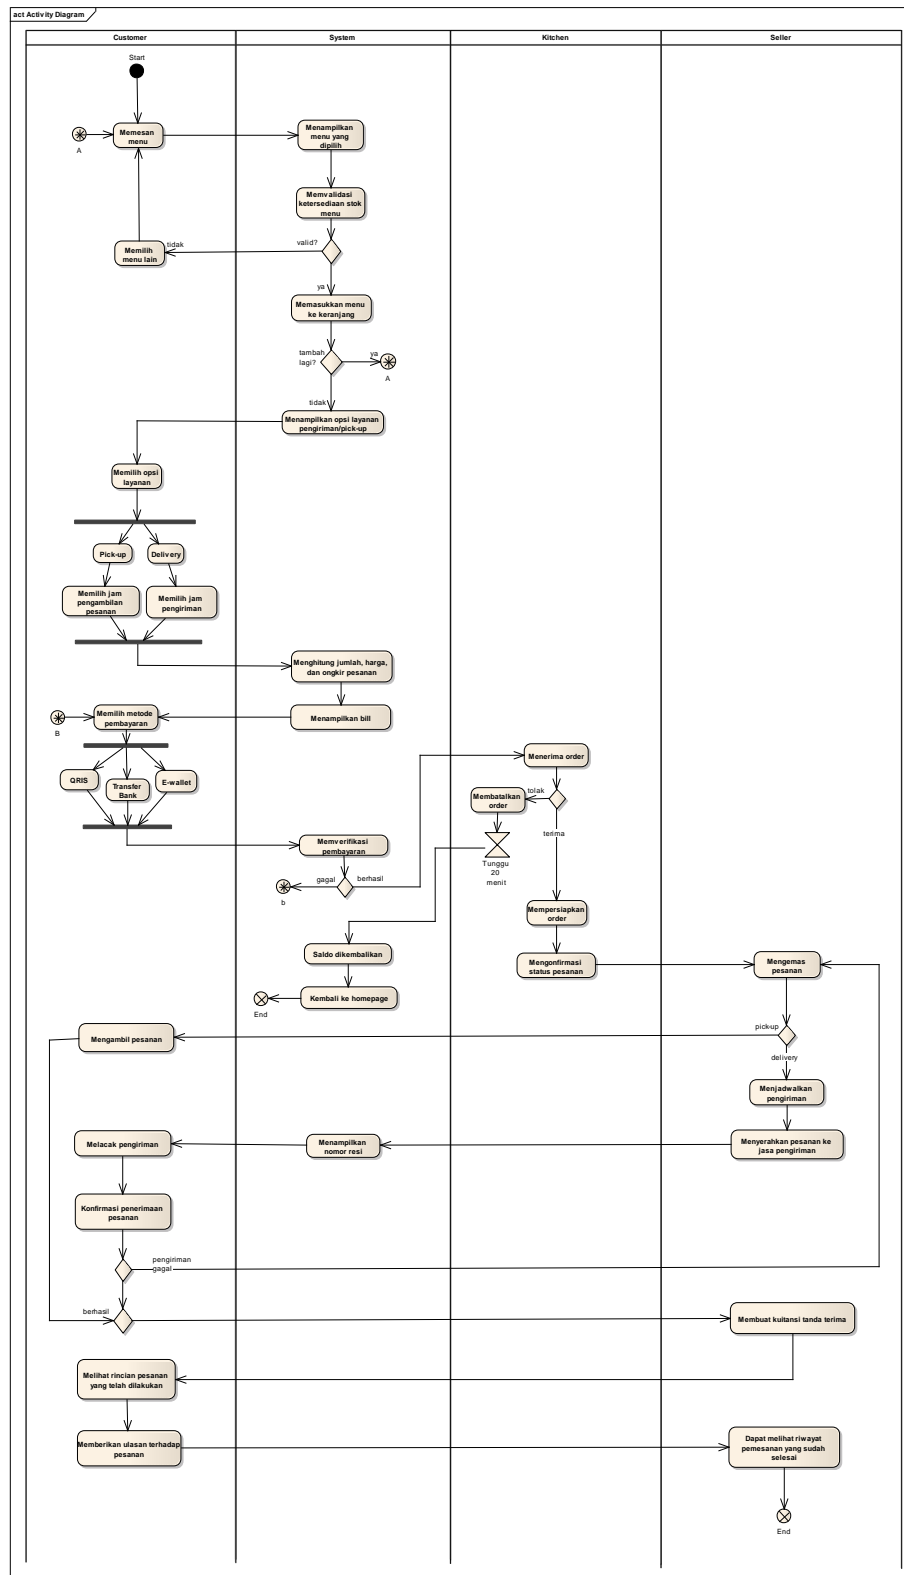 act Activity Diagram
Customer
System
Kitchen
Seller
Start
A
Memesan
menu
Menampilkan
menu yang
dipilih
Memvalidasi
ketersediaan stok
menu
valid?
tidak
Memilih
menu lain
ya
Memasukkan menu
ke keranjang
tambah
lagi?
ya
A
tidak
Menampilkan opsi layanan
pengiriman/pick-up
Memilih opsi
layanan
Pick-up
Delivery
Memilih jam
pengambilan
pesanan
Memilih jam
pengiriman
Menghitung jumlah, harga,
dan ongkir pesanan
Menampilkan bill
B
Memilih metode
pembayaran
QRIS
Transfer
Bank
E-wallet
Memverifikasi
pembayaran
gagal
berhasil
b
Menerima order
tolak
Membatalkan
order
terima
Tunggu
20
menit
Mempersiapkan
order
Mengonfirmasi
status pesanan
Saldo dikembalikan
Kembali ke homepage
End
Mengemas
pesanan
pick-up
delivery
Mengambil pesanan
Menjadwalkan
pengiriman
Menyerahkan pesanan ke
jasa pengiriman
Menampilkan
nomor resi
Melacak pengiriman
Konfirmasi penerimaan
pesanan
pengiriman
gagal
berhasil
Membuat kuitansi tanda terima
Melihat rincian pesanan
yang telah dilakukan
Memberikan ulasan terhadap
pesanan
Dapat melihat riwayat
pemesanan yang sudah
selesai
End